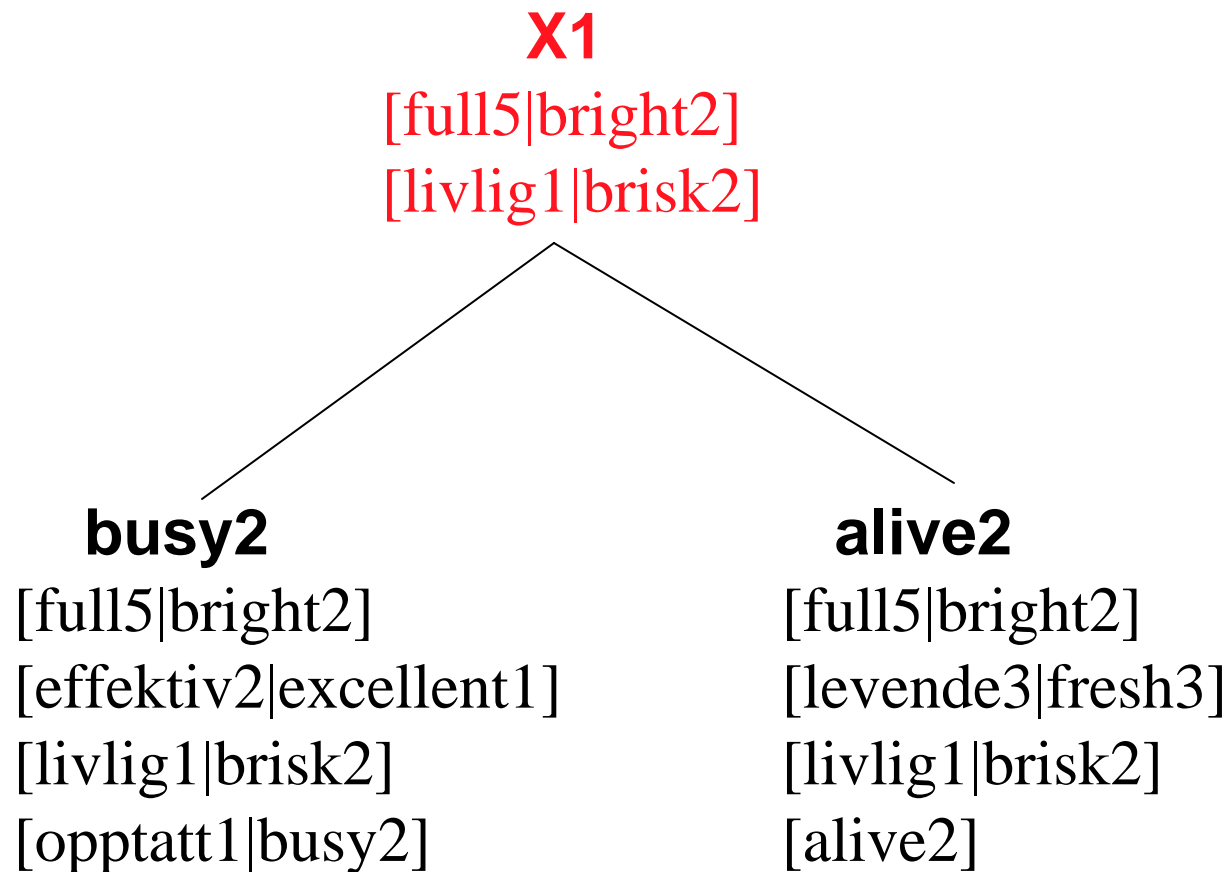 X1
[full5|bright2]
[livlig1|brisk2]
busy2
[full5|bright2]
[effektiv2|excellent1]
[livlig1|brisk2]
[opptatt1|busy2]
alive2
[full5|bright2]
[levende3|fresh3]
[livlig1|brisk2]
[alive2]